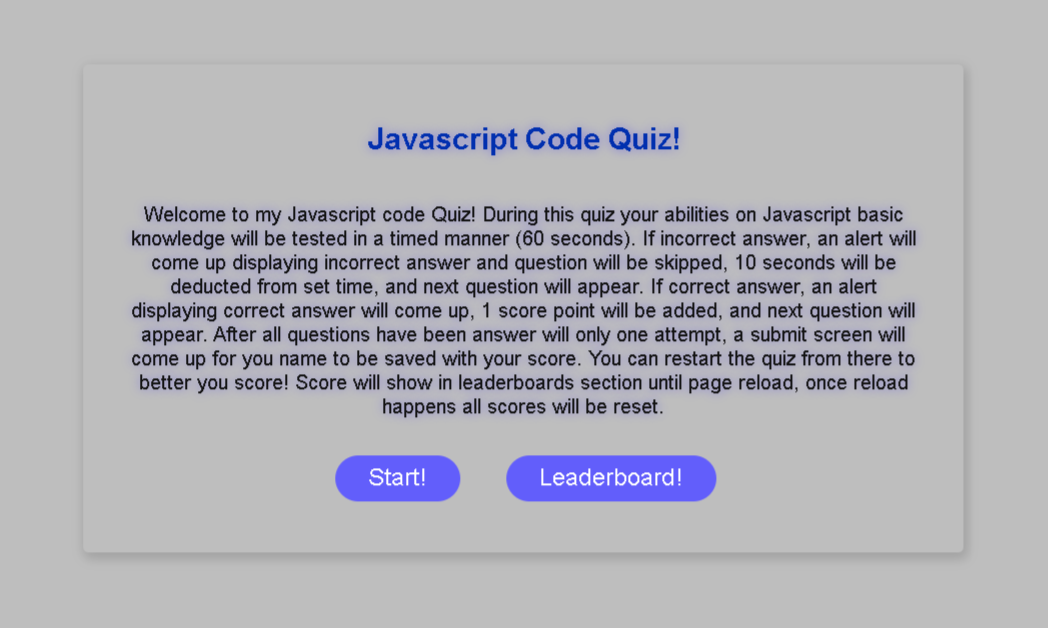 Javascript Code Quiz!
Welcome to my Javascript code Quiz! During this quiz your abilities on Javascript basic
knowledge will be tested in a timed manner (60 seconds). If incorrect answer, an alert will
come up displaying incorrect answer and question will be skipped, 10 seconds will be
deducted from set time, and next question will appear. If correct answer, an alert
displaying correct answer will come up, 1 score point will be added, and next question will
appear. After all questions have been answer will only one attempt, a submit screen will
come up for you name to be saved with your score. You can restart the quiz from there to
better you score! Score will show in leaderboards section until page reload, once reload
happens all scores will be reset.
Start! Leaderboard!